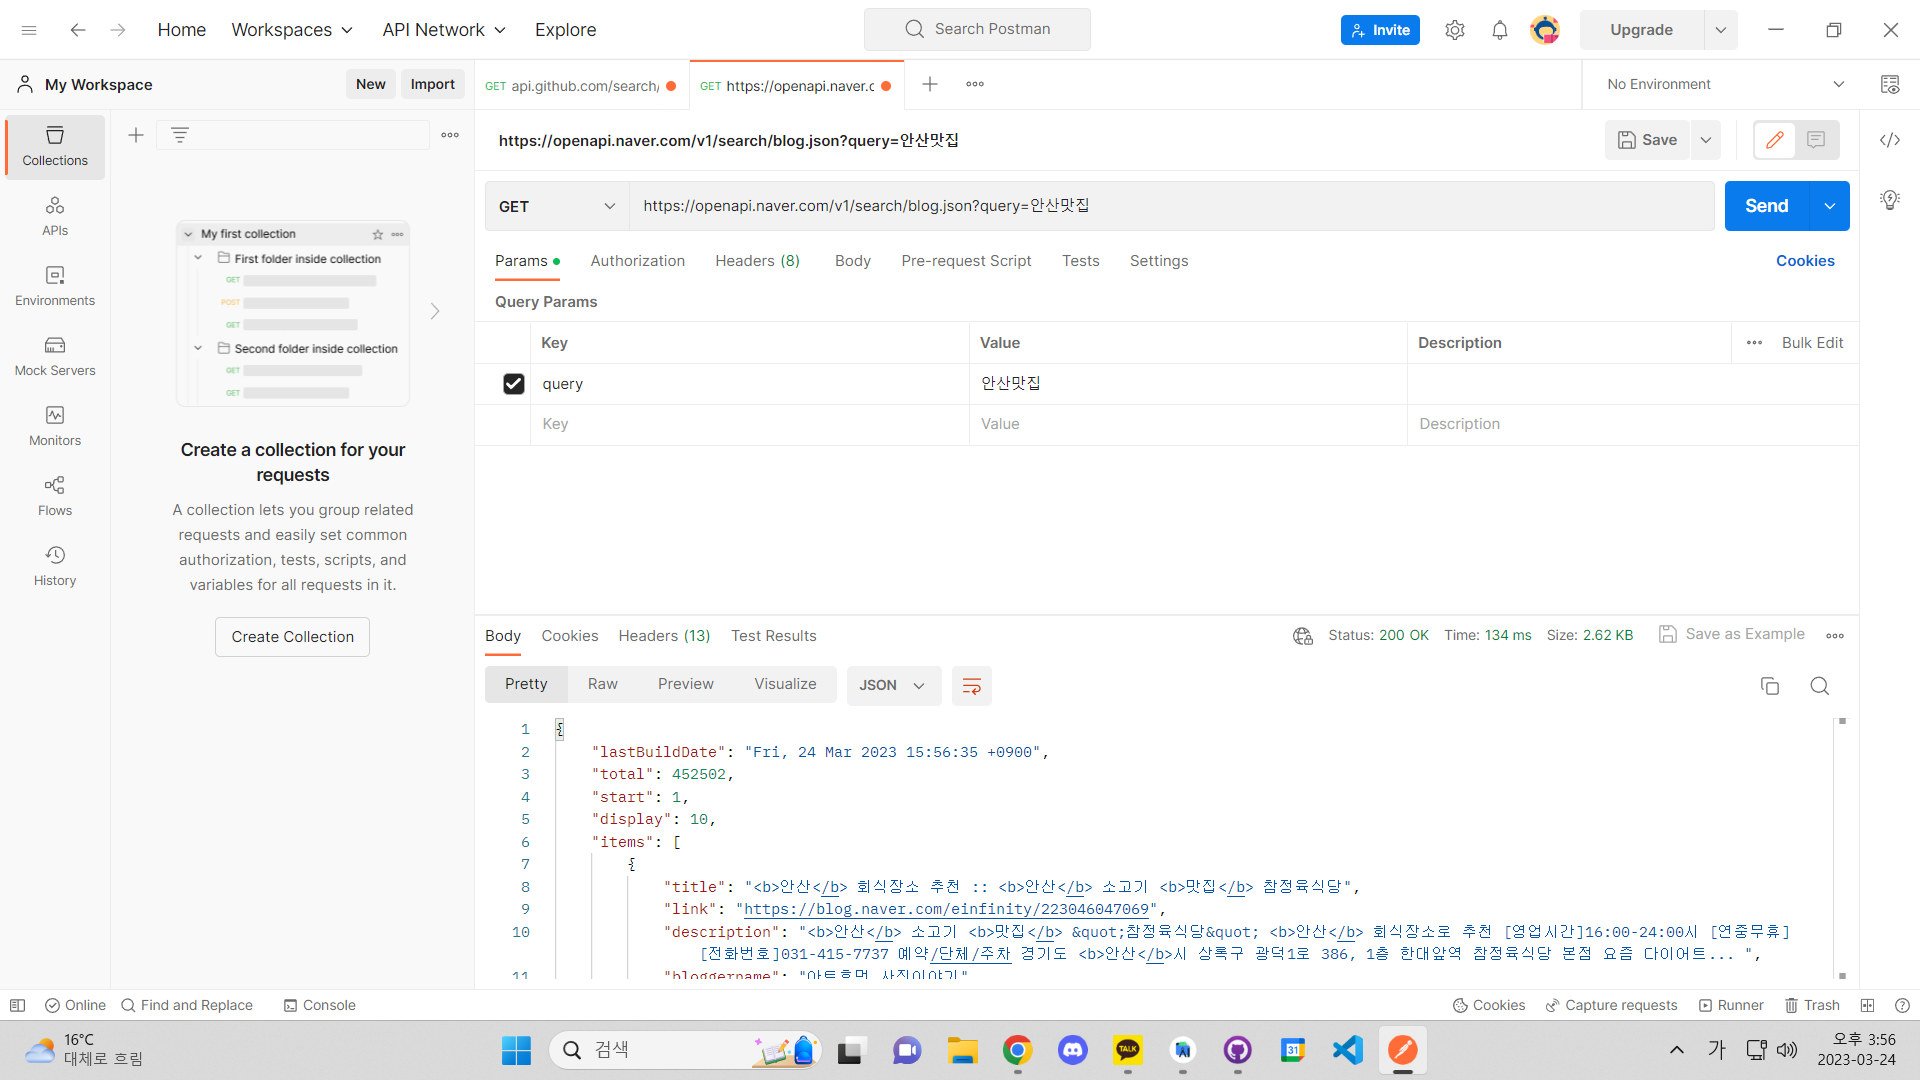 Home Workspaces API Network Explore
Search Postman
Invite
Upgrade
My Workspace
New Import
GET api.github.com/search/
GET https://openapi.naver.c
No Environment
Collections
APIs
Environments
Mock Servers
Monitors
Flows
History
My first collection
First folder inside collection
GET
POST
GET
Second folder inside collection
GET
GET
Create a collection for your
requests
A collection lets you group related
requests and easily set common
authorization, tests, scripts, and
variables for all requests in it.
Create Collection
https://openapi.naver.com/v1/search/blog.json?query=안산맛집
Save
GET https://openapi.naver.com/v1/search/blog.json?query=안산맛집 Send
Params Authorization Headers (8) Body Pre-request Script Tests Settings Cookies
Query Params
Key Value Description Bulk Edit
query 안산맛집
Key Value Description
Body Cookies Headers (13) Test Results
Status: 200 OK Time: 134 ms Size: 2.62 KB Save as Example
Pretty Raw Preview Visualize JSON
1 {
2 "lastBuildDate": "Fri, 24 Mar 2023 15:56:35 +0900",
3 "total": 452502,
4 "start": 1,
5 "display": 10,
6 "items": [
7 {
8 "title": "<b>안산</b> 회식장소 추천 :: <b>안산</b> 소고기 <b>맛집</b> 참정육식당",
9 "link": "https://blog.naver.com/einfinity/223046047069",
10 "description": "<b>안산</b> 소고기 <b>맛집</b> &quot;참정육식당&quot; <b>안산</b> 회식장소로 추천 [영업시간]16:00-24:00시 [연중무휴]
[전화번호]031-415-7737 예약/단체/주차 경기도 <b>안산</b>시 상록구 광덕1로 386, 1층 한대앞역 참정육식당 본점 요즘 다이어트... ",
11 "bloggername": "아트휴먼 사진이야기"
Online Find and Replace Console
Cookies Capture requests Runner Trash
16°C
대체로 흐림
검색
TALK
31
가
오후 3:56
2023-03-24